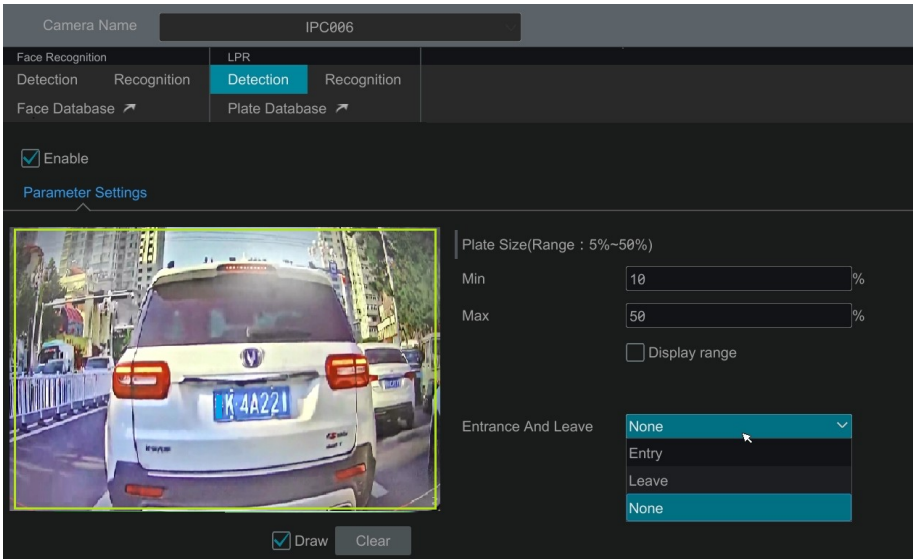 Camera Name IPC006
Face Recognition LPR
Detection Recognition Detection Recognition
Face Database Plate Database
Enable
Parameter Settings
Plate Size(Range : 5%~50%)
Min 10 %
Max 50 %
Display range
K 4A221
Entrance And Leave None
Entry
Leave
None
Draw Clear